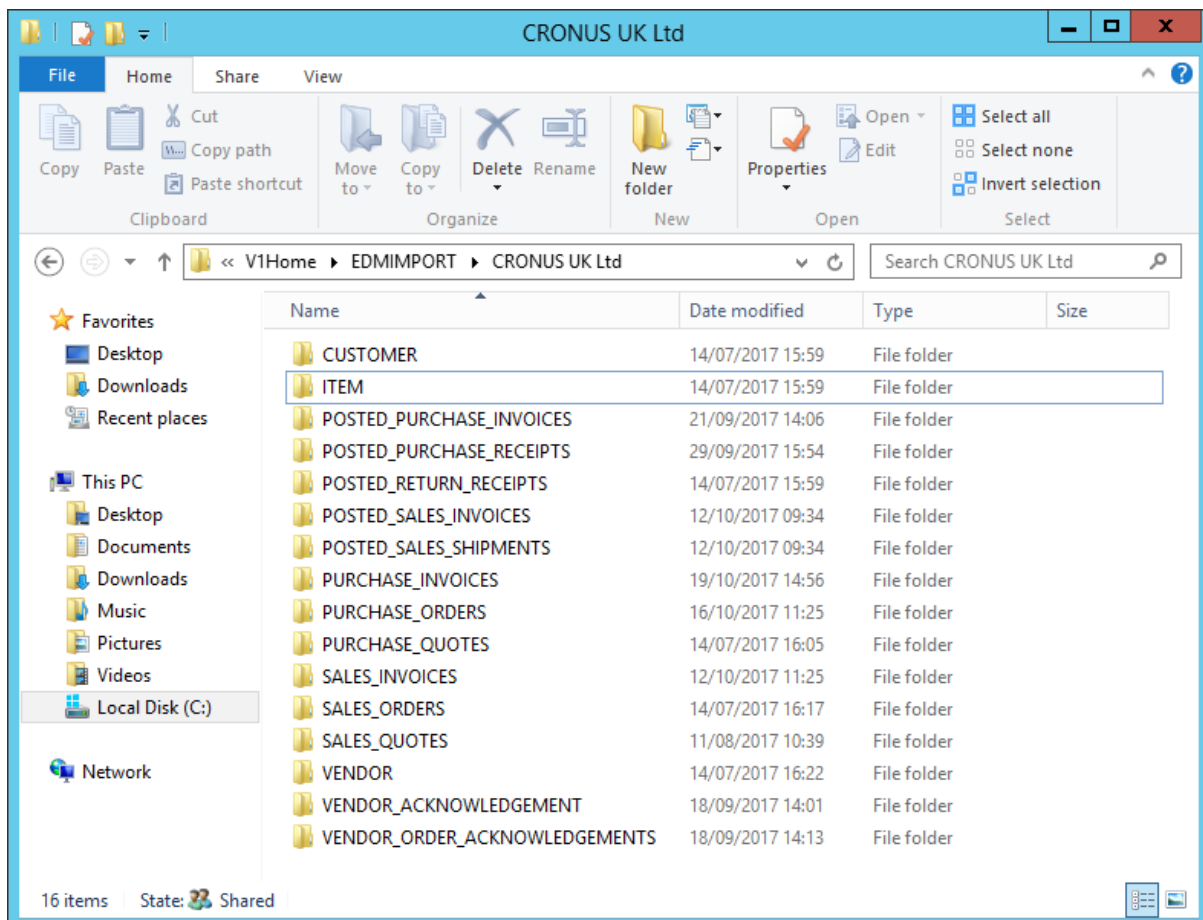 CRONUS UK Ltd
File Home Share View
Copy
Paste
Cut
Copy path
Paste shortcut
Clipboard
Move to
Copy to
Delete
Rename
Organize
New folder
New
Properties
Open
Edit
Open
Select all
Select none
Invert selection
Select
« V1Home EDMIMPORT CRONUS UK Ltd
Search CRONUS UK Ltd
Favorites
Desktop
Downloads
Recent places
This PC
Desktop
Documents
Downloads
Music
Pictures
Videos
Local Disk (C:)
Network
Name Date modified Type Size
CUSTOMER 14/07/2017 15:59 File folder
ITEM 14/07/2017 15:59 File folder
POSTED_PURCHASE_INVOICES 21/09/2017 14:06 File folder
POSTED_PURCHASE_RECEIPTS 29/09/2017 15:54 File folder
POSTED_RETURN_RECEIPTS 14/07/2017 15:59 File folder
POSTED_SALES_INVOICES 12/10/2017 09:34 File folder
POSTED_SALES_SHIPMENTS 12/10/2017 09:34 File folder
PURCHASE_INVOICES 19/10/2017 14:56 File folder
PURCHASE_ORDERS 16/10/2017 11:25 File folder
PURCHASE_QUOTES 14/07/2017 16:05 File folder
SALES_INVOICES 12/10/2017 11:25 File folder
SALES_ORDERS 14/07/2017 16:17 File folder
SALES_QUOTES 11/08/2017 10:39 File folder
VENDOR 14/07/2017 16:22 File folder
VENDOR_ACKNOWLEDGEMENT 18/09/2017 14:01 File folder
VENDOR_ORDER_ACKNOWLEDGEMENTS 18/09/2017 14:13 File folder
16 items State: Shared